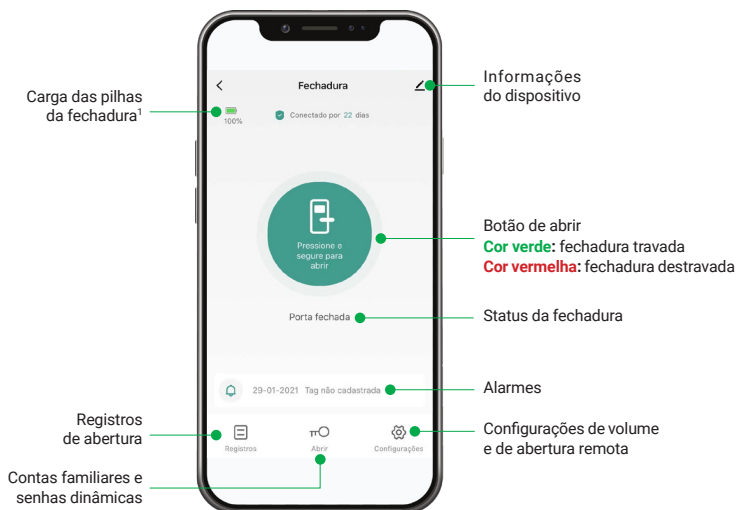 Fechadura
100%
Conectado por 22 dias
Pressione e
segure para
abrir
Porta fechada
29-01-2021 Tag não cadastrada
Registros
Abrir
Configurações
Carga das pilhas
da fechadura¹
Informações
do dispositivo
Botão de abrir
Cor verde: fechadura travada
Cor vermelha: fechadura destravada
Status da fechadura
Alarmes
Registros
de abertura
Configurações de volume
e de abertura remota
Contas familiares e
senhas dinâmicas